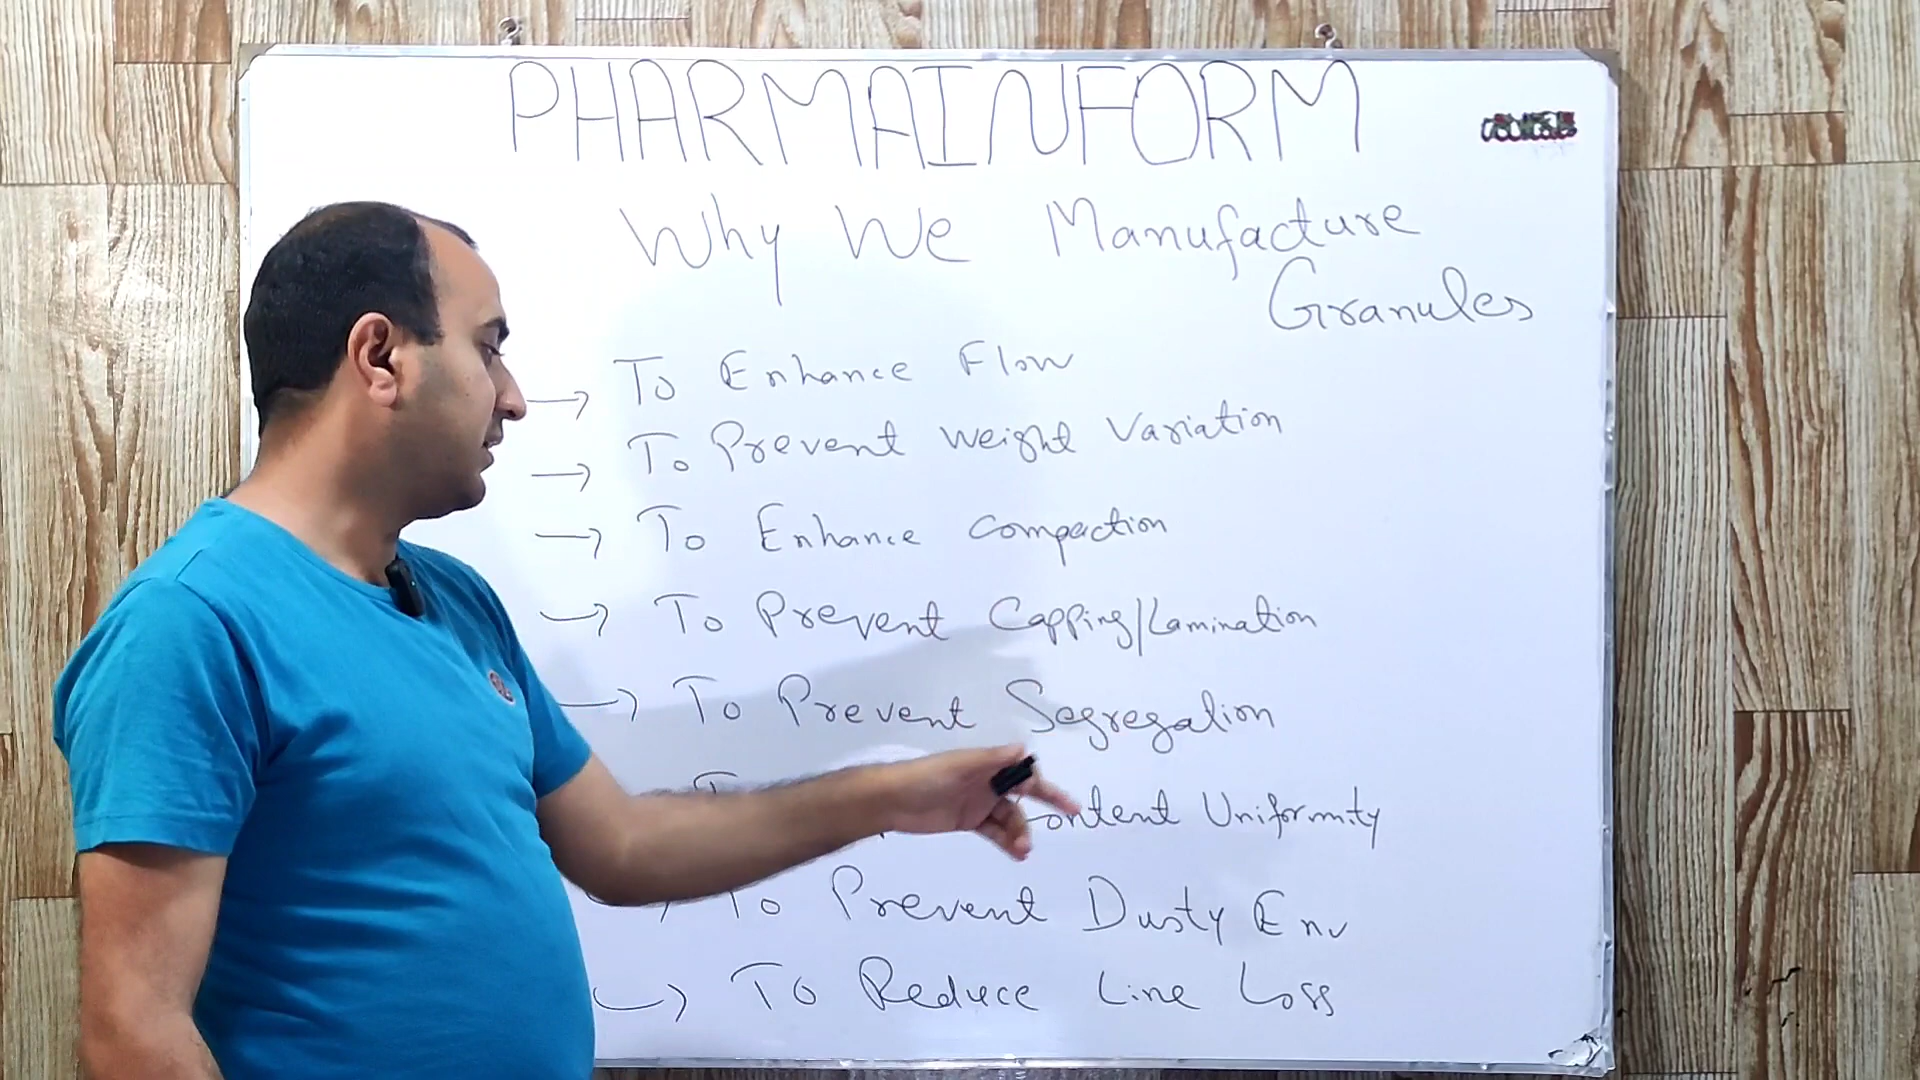 PHARMAINFORM
Why We Manufacture
Granules
→ To Enhance Flow
→ To Prevent Weight Variation
→ To Enhance Compaction
→ To Prevent Capping/Lamination
→ To Prevent Segregation
Content Uniformity
→ To Prevent Dusty Env
→ To Reduce Line Loss